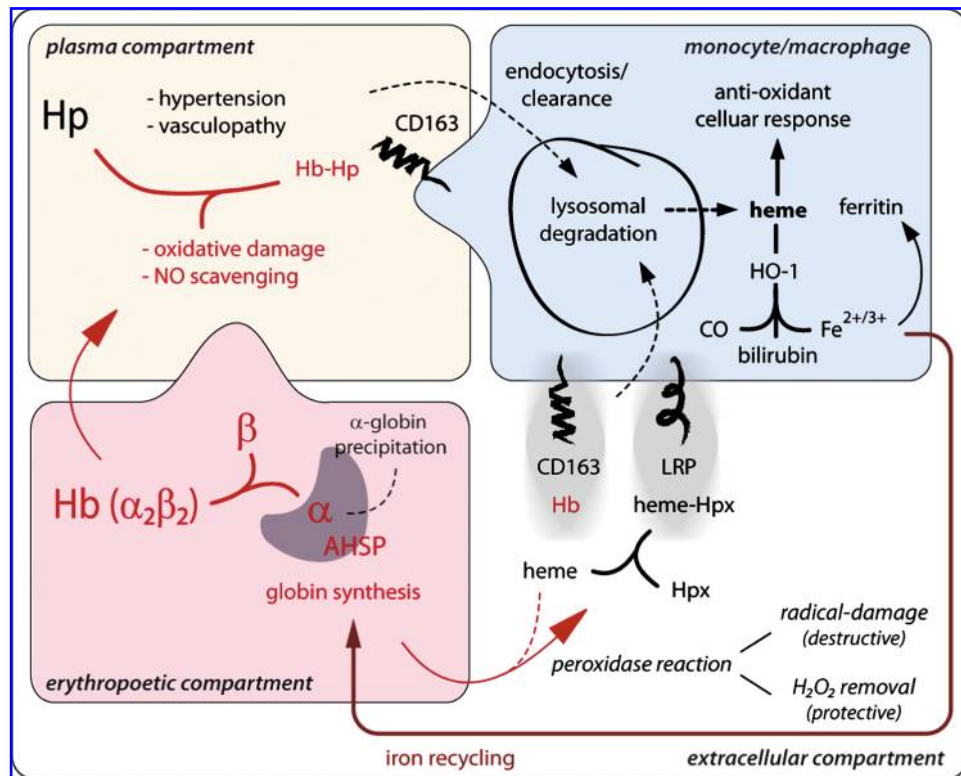 plasma compartment
Hp
- hypertension
- vasculopathy
CD163
Hb-Hp
- oxidative damage
- NO scavenging
monocyte/macrophage
endocytosis/
clearance
anti-oxidant
celluar response
lysosomal
degradation
heme
ferritin
HO-1
CO
Fe2+/3+
bilirubin
β
α-globin
precipitation
Hb (α2β2)
α
AHSP
globin synthesis
erythropoetic compartment
CD163
Hb
LRP
heme-Hpx
heme
Hpx
peroxidase reaction
radical-damage
(destructive)
H2O2 removal
(protective)
iron recycling
extracellular compartment